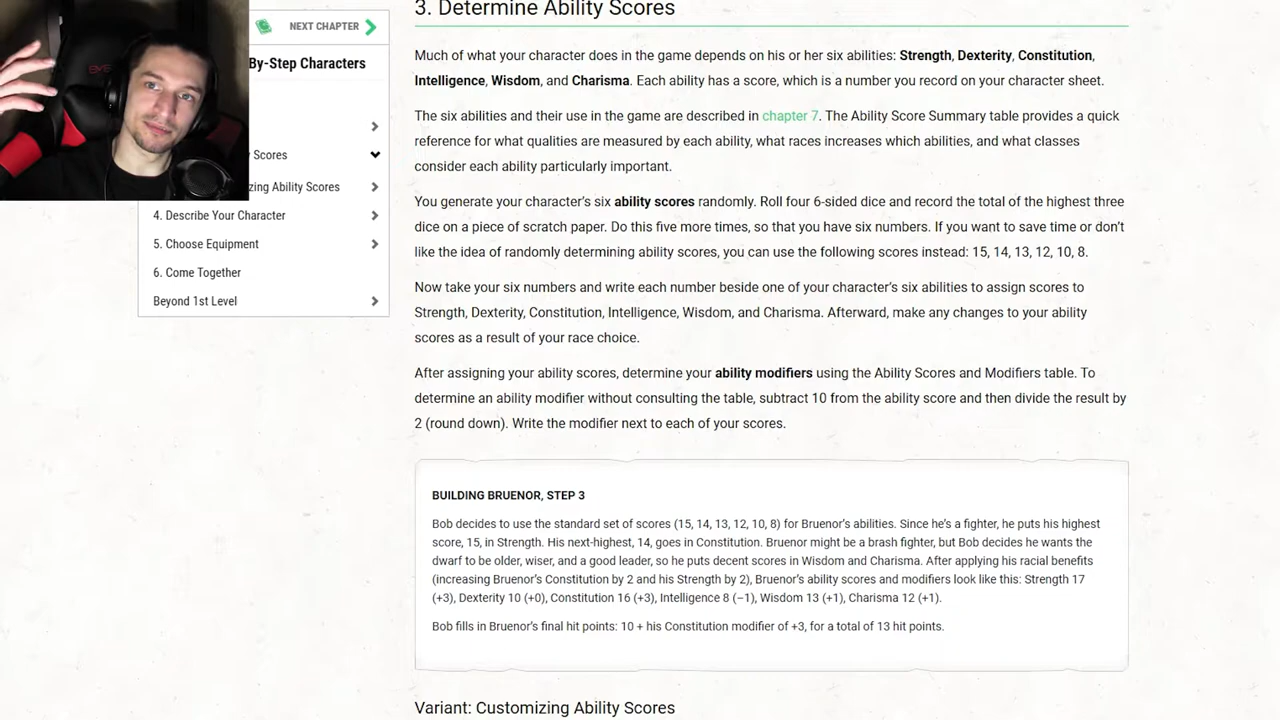 3. Determine Ability Scores
NEXT CHAPTER
By-Step Characters
Scores
zing Ability Scores
4. Describe Your Character
5. Choose Equipment
6. Come Together
Beyond 1st Level
Much of what your character does in the game depends on his or her six abilities: Strength, Dexterity, Constitution,
Intelligence, Wisdom, and Charisma. Each ability has a score, which is a number you record on your character sheet.
The six abilities and their use in the game are described in chapter 7. The Ability Score Summary table provides a quick
reference for what qualities are measured by each ability, what races increases which abilities, and what classes
consider each ability particularly important.
You generate your character’s six ability scores randomly. Roll four 6-sided dice and record the total of the highest three
dice on a piece of scratch paper. Do this five more times, so that you have six numbers. If you want to save time or don’t
like the idea of randomly determining ability scores, you can use the following scores instead: 15, 14, 13, 12, 10, 8.
Now take your six numbers and write each number beside one of your character’s six abilities to assign scores to
Strength, Dexterity, Constitution, Intelligence, Wisdom, and Charisma. Afterward, make any changes to your ability
scores as a result of your race choice.
After assigning your ability scores, determine your ability modifiers using the Ability Scores and Modifiers table. To
determine an ability modifier without consulting the table, subtract 10 from the ability score and then divide the result by
2 (round down). Write the modifier next to each of your scores.
BUILDING BRUENOR, STEP 3
Bob decides to use the standard set of scores (15, 14, 13, 12, 10, 8) for Bruenor’s abilities. Since he’s a fighter, he puts his highest
score, 15, in Strength. His next-highest, 14, goes in Constitution. Bruenor might be a brash fighter, but Bob decides he wants the
dwarf to be older, wiser, and a good leader, so he puts decent scores in Wisdom and Charisma. After applying his racial benefits
(increasing Bruenor’s Constitution by 2 and his Strength by 2), Bruenor’s ability scores and modifiers look like this: Strength 17
(+3), Dexterity 10 (+0), Constitution 16 (+3), Intelligence 8 (−1), Wisdom 13 (+1), Charisma 12 (+1).
Bob fills in Bruenor’s final hit points: 10 + his Constitution modifier of +3, for a total of 13 hit points.
Variant: Customizing Ability Scores